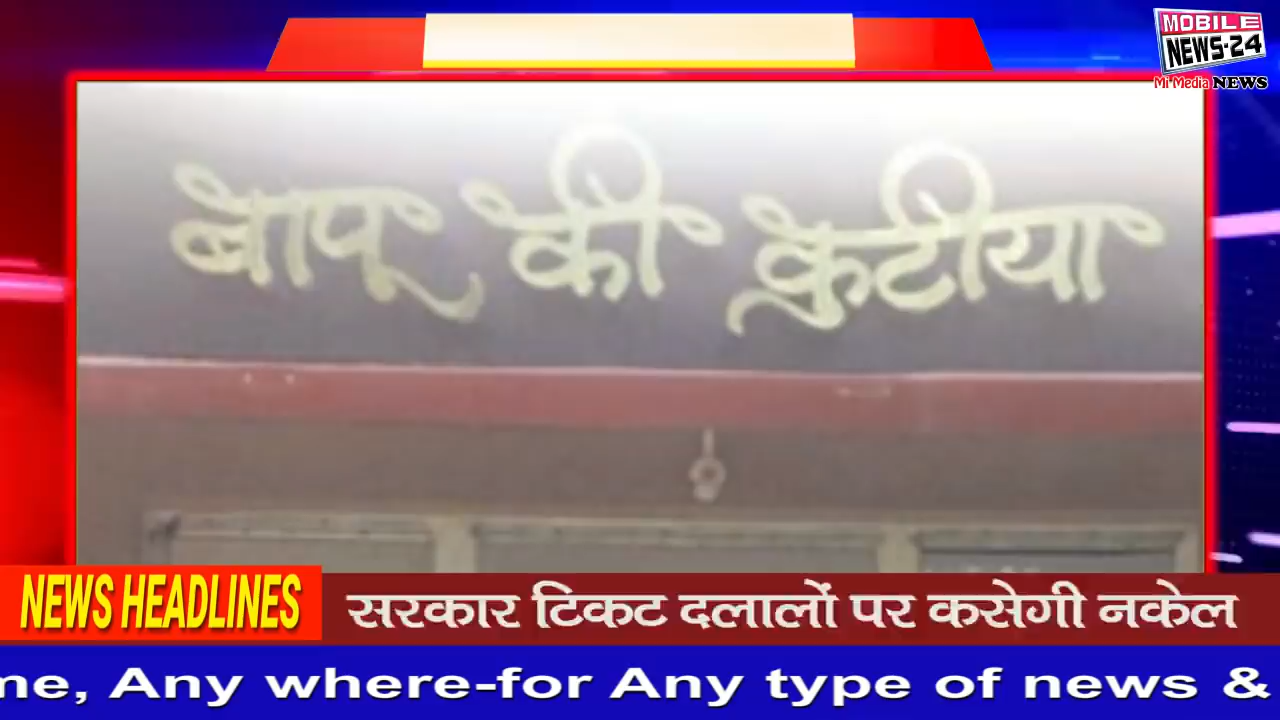 MOBILE
NEWS-24
Mi Media NEWS
बापू की कुटीया
NEWS HEADLINES
सरकार टिकट दलालों पर कसेगी नकेल
me, Any where-for Any type of news &